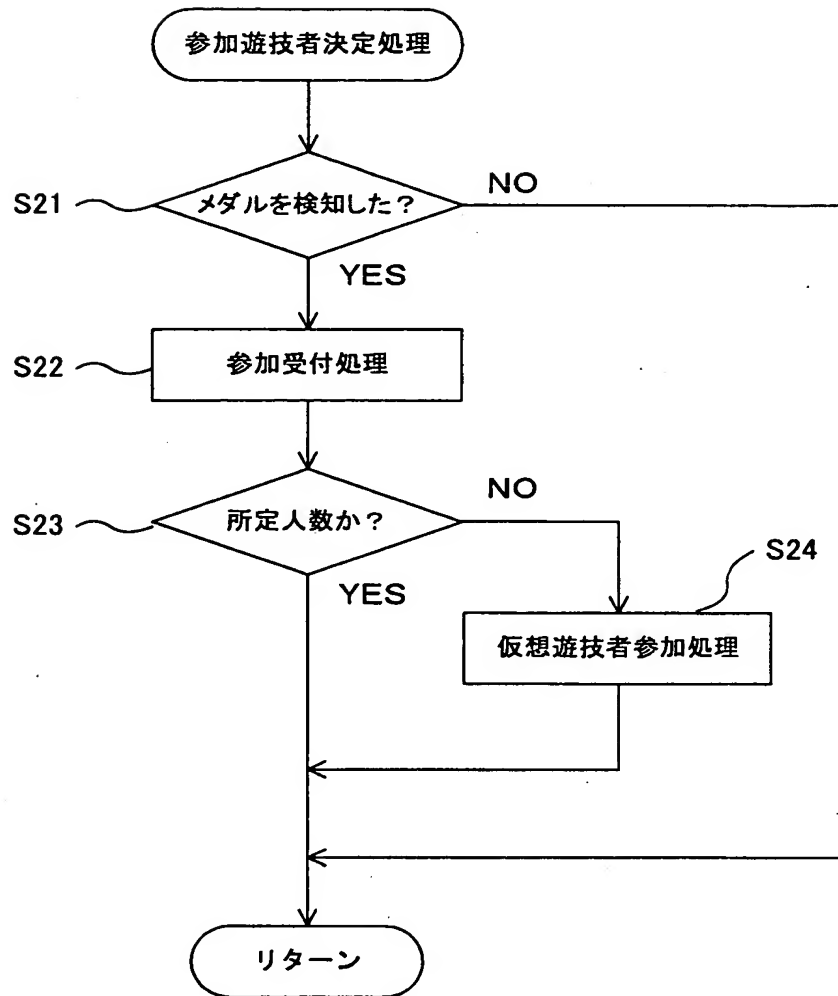 参加遊技者決定処理
S21
メダルを検知した?
NO
YES
S22
参加受付処理
S23
所定人数か?
NO
YES
S24
仮想遊技者参加処理
リターン